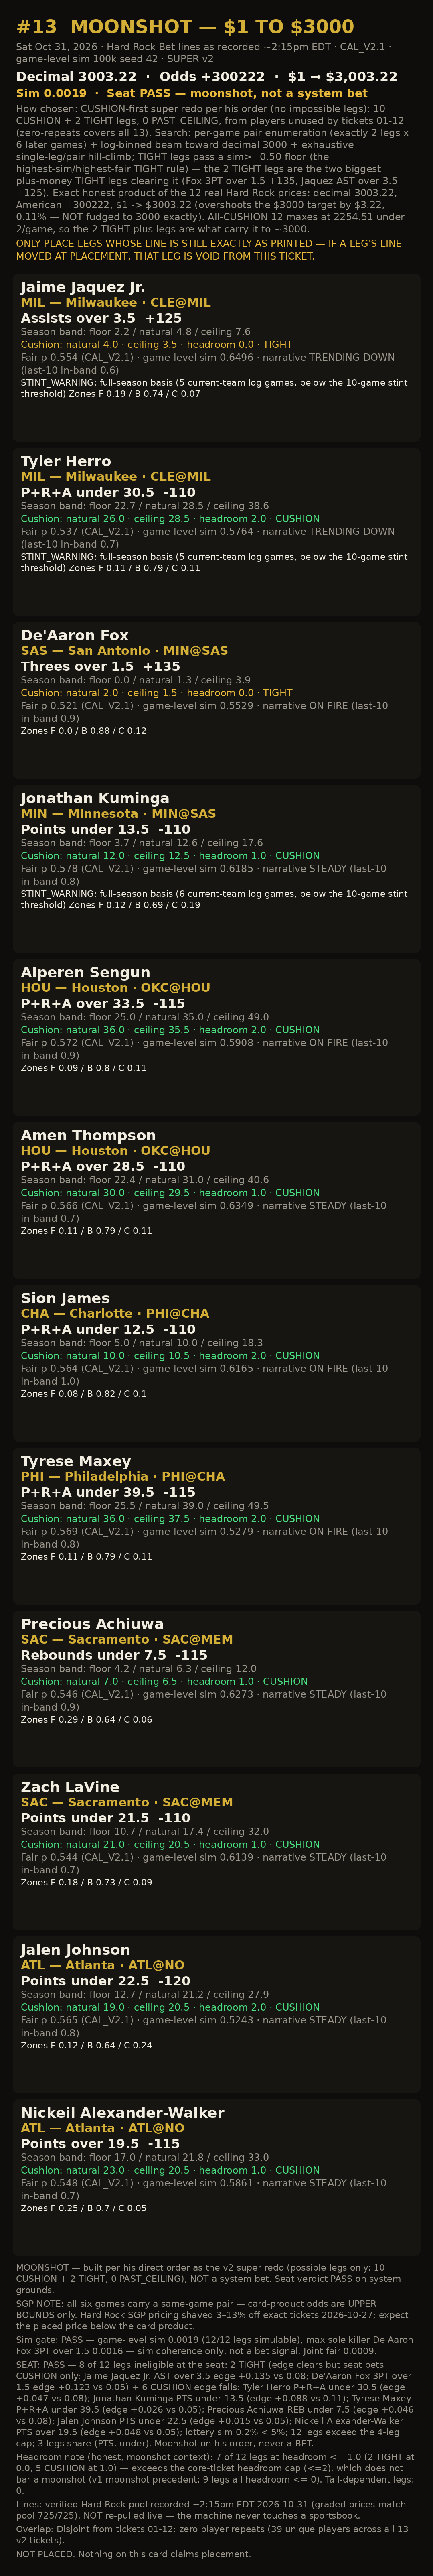 #13  MOONSHOT — $1 TO $3000
Sat Oct 31, 2026 · Hard Rock Bet lines as recorded ~2:15pm EDT · CAL_V2.1 ·
game-level sim 100k seed 42 · SUPER v2
Decimal 3003.22  ·  Odds +300222  ·  $1 → $3,003.22
Sim 0.0019  ·  Seat PASS — moonshot, not a system bet
How chosen: CUSHION-first super redo per his order (no impossible legs): 10
CUSHION + 2 TIGHT legs, 0 PAST_CEILING, from players unused by tickets 01-12
(zero-repeats covers all 13). Search: per-game pair enumeration (exactly 2 legs x
6 later games) + log-binned beam toward decimal 3000 + exhaustive
single-leg/pair hill-climb; TIGHT legs pass a sim>=0.50 floor (the
highest-sim/highest-fair TIGHT rule) — the 2 TIGHT legs are the two biggest
plus-money TIGHT legs clearing it (Fox 3PT over 1.5 +135, Jaquez AST over 3.5
+125). Exact honest product of the 12 real Hard Rock prices: decimal 3003.22,
American +300222, $1 -> $3003.22 (overshoots the $3000 target by $3.22,
0.11% — NOT fudged to 3000 exactly). All-CUSHION 12 maxes at 2254.51 under
2/game, so the 2 TIGHT plus legs are what carry it to ~3000.
ONLY PLACE LEGS WHOSE LINE IS STILL EXACTLY AS PRINTED — IF A LEG'S LINE
MOVED AT PLACEMENT, THAT LEG IS VOID FROM THIS TICKET.
Jaime Jaquez Jr.
MIL — Milwaukee · CLE@MIL
Assists over 3.5  +125
Season band: floor 2.2 / natural 4.8 / ceiling 7.6
Cushion: natural 4.0 · ceiling 3.5 · headroom 0.0 · TIGHT
Fair p 0.554 (CAL_V2.1) · game-level sim 0.6496 · narrative TRENDING DOWN
(last-10 in-band 0.6)
STINT_WARNING: full-season basis (5 current-team log games, below the 10-game stint
threshold) Zones F 0.19 / B 0.74 / C 0.07
Tyler Herro
MIL — Milwaukee · CLE@MIL
P+R+A under 30.5  -110
Season band: floor 22.7 / natural 28.5 / ceiling 38.6
Cushion: natural 26.0 · ceiling 28.5 · headroom 2.0 · CUSHION
Fair p 0.537 (CAL_V2.1) · game-level sim 0.5764 · narrative TRENDING DOWN
(last-10 in-band 0.7)
STINT_WARNING: full-season basis (5 current-team log games, below the 10-game stint
threshold) Zones F 0.11 / B 0.79 / C 0.11
De'Aaron Fox
SAS — San Antonio · MIN@SAS
Threes over 1.5  +135
Season band: floor 0.0 / natural 1.3 / ceiling 3.9
Cushion: natural 2.0 · ceiling 1.5 · headroom 0.0 · TIGHT
Fair p 0.521 (CAL_V2.1) · game-level sim 0.5529 · narrative ON FIRE (last-10
in-band 0.9)
Zones F 0.0 / B 0.88 / C 0.12
Jonathan Kuminga
MIN — Minnesota · MIN@SAS
Points under 13.5  -110
Season band: floor 3.7 / natural 12.6 / ceiling 17.6
Cushion: natural 12.0 · ceiling 12.5 · headroom 1.0 · CUSHION
Fair p 0.578 (CAL_V2.1) · game-level sim 0.6185 · narrative STEADY (last-10
in-band 0.8)
STINT_WARNING: full-season basis (6 current-team log games, below the 10-game stint
threshold) Zones F 0.12 / B 0.69 / C 0.19
Alperen Sengun
HOU — Houston · OKC@HOU
P+R+A over 33.5  -115
Season band: floor 25.0 / natural 35.0 / ceiling 49.0
Cushion: natural 36.0 · ceiling 35.5 · headroom 2.0 · CUSHION
Fair p 0.572 (CAL_V2.1) · game-level sim 0.5908 · narrative ON FIRE (last-10
in-band 0.9)
Zones F 0.09 / B 0.8 / C 0.11
Amen Thompson
HOU — Houston · OKC@HOU
P+R+A over 28.5  -110
Season band: floor 22.4 / natural 31.0 / ceiling 40.6
Cushion: natural 30.0 · ceiling 29.5 · headroom 1.0 · CUSHION
Fair p 0.566 (CAL_V2.1) · game-level sim 0.6349 · narrative STEADY (last-10
in-band 0.7)
Zones F 0.11 / B 0.79 / C 0.11
Sion James
CHA — Charlotte · PHI@CHA
P+R+A under 12.5  -110
Season band: floor 5.0 / natural 10.0 / ceiling 18.3
Cushion: natural 10.0 · ceiling 10.5 · headroom 2.0 · CUSHION
Fair p 0.564 (CAL_V2.1) · game-level sim 0.6165 · narrative ON FIRE (last-10
in-band 1.0)
Zones F 0.08 / B 0.82 / C 0.1
Tyrese Maxey
PHI — Philadelphia · PHI@CHA
P+R+A under 39.5  -115
Season band: floor 25.5 / natural 39.0 / ceiling 49.5
Cushion: natural 36.0 · ceiling 37.5 · headroom 2.0 · CUSHION
Fair p 0.569 (CAL_V2.1) · game-level sim 0.5279 · narrative ON FIRE (last-10
in-band 0.8)
Zones F 0.11 / B 0.79 / C 0.11
Precious Achiuwa
SAC — Sacramento · SAC@MEM
Rebounds under 7.5  -115
Season band: floor 4.2 / natural 6.3 / ceiling 12.0
Cushion: natural 7.0 · ceiling 6.5 · headroom 1.0 · CUSHION
Fair p 0.546 (CAL_V2.1) · game-level sim 0.6273 · narrative STEADY (last-10
in-band 0.9)
Zones F 0.29 / B 0.64 / C 0.06
Zach LaVine
SAC — Sacramento · SAC@MEM
Points under 21.5  -110
Season band: floor 10.7 / natural 17.4 / ceiling 32.0
Cushion: natural 21.0 · ceiling 20.5 · headroom 1.0 · CUSHION
Fair p 0.544 (CAL_V2.1) · game-level sim 0.6139 · narrative STEADY (last-10
in-band 0.7)
Zones F 0.18 / B 0.73 / C 0.09
Jalen Johnson
ATL — Atlanta · ATL@NO
Points under 22.5  -120
Season band: floor 12.7 / natural 21.2 / ceiling 27.9
Cushion: natural 19.0 · ceiling 20.5 · headroom 2.0 · CUSHION
Fair p 0.565 (CAL_V2.1) · game-level sim 0.5243 · narrative STEADY (last-10
in-band 0.8)
Zones F 0.12 / B 0.64 / C 0.24
Nickeil Alexander-Walker
ATL — Atlanta · ATL@NO
Points over 19.5  -115
Season band: floor 17.0 / natural 21.8 / ceiling 33.0
Cushion: natural 23.0 · ceiling 20.5 · headroom 1.0 · CUSHION
Fair p 0.548 (CAL_V2.1) · game-level sim 0.5861 · narrative STEADY (last-10
in-band 0.7)
Zones F 0.25 / B 0.7 / C 0.05
MOONSHOT — built per his direct order as the v2 super redo (possible legs only: 10
CUSHION + 2 TIGHT, 0 PAST_CEILING), NOT a system bet. Seat verdict PASS on system
grounds.
SGP NOTE: all six games carry a same-game pair — card-product odds are UPPER
BOUNDS only. Hard Rock SGP pricing shaved 3–13% off exact tickets 2026-10-27; expect
the placed price below the card product.
Sim gate: PASS — game-level sim 0.0019 (12/12 legs simulable), max sole killer De'Aaron
Fox 3PT over 1.5 0.0016 — sim coherence only, not a bet signal. Joint fair 0.0009.
SEAT: PASS — 8 of 12 legs ineligible at the seat: 2 TIGHT (edge clears but seat bets
CUSHION only: Jaime Jaquez Jr. AST over 3.5 edge +0.135 vs 0.08; De'Aaron Fox 3PT over
1.5 edge +0.123 vs 0.05) + 6 CUSHION edge fails: Tyler Herro P+R+A under 30.5 (edge
+0.047 vs 0.08); Jonathan Kuminga PTS under 13.5 (edge +0.088 vs 0.11); Tyrese Maxey
P+R+A under 39.5 (edge +0.026 vs 0.05); Precious Achiuwa REB under 7.5 (edge +0.046
vs 0.08); Jalen Johnson PTS under 22.5 (edge +0.015 vs 0.05); Nickeil Alexander-Walker
PTS over 19.5 (edge +0.048 vs 0.05); lottery sim 0.2% < 5%; 12 legs exceed the 4-leg
cap; 3 legs share (PTS, under). Moonshot on his order, never a BET.
Headroom note (honest, moonshot context): 7 of 12 legs at headroom <= 1.0 (2 TIGHT at
0.0, 5 CUSHION at 1.0) — exceeds the core-ticket headroom cap (<=2), which does not
bar a moonshot (v1 moonshot precedent: 9 legs all headroom <= 0). Tail-dependent legs:
0.
Lines: verified Hard Rock pool recorded ~2:15pm EDT 2026-10-31 (graded prices match
pool 725/725). NOT re-pulled live — the machine never touches a sportsbook.
Overlap: Disjoint from tickets 01-12: zero player repeats (39 unique players across all 13
v2 tickets).
NOT PLACED. Nothing on this card claims placement.